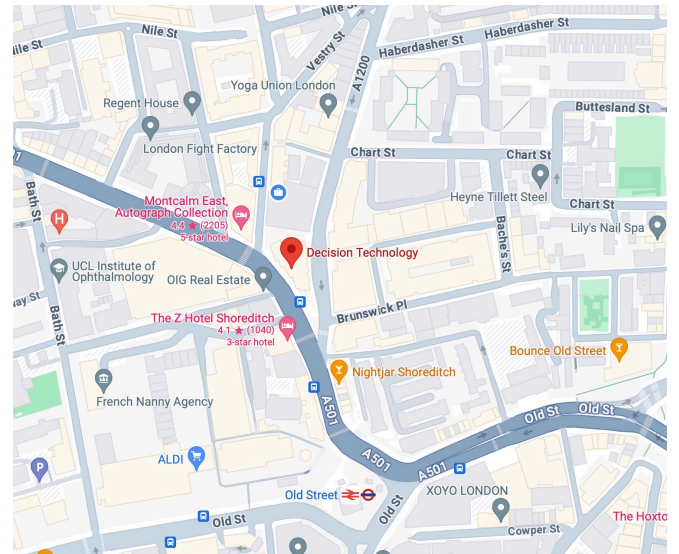 Nile St
Nile St
Nile St
Vestry St
A1200
Haberdasher St
Haberdasher St
Yoga Union London
Regent House
Buttesland St
London Fight Factory
Chart St
Chart St
Bath St
Montcalm East,
Autograph Collection
4.4 ★ (2205)
5-star hotel
H
Heyne Tillett Steel
Chart St
Lily's Nail Spa
Bache's St
Decision Technology
UCL Institute of
Ophthalmology
OIG Real Estate
Brunswick Pl
The Z Hotel Shoreditch
4.1 ★ (1040)
3-star hotel
Bath St
Bounce Old Street
Nightjar Shoreditch
French Nanny Agency
A501
Old St
Old St
ALDI
P
A501
A501
Old Street
Old St
XOYO LONDON
Old St
Cowper St
The Hoxto